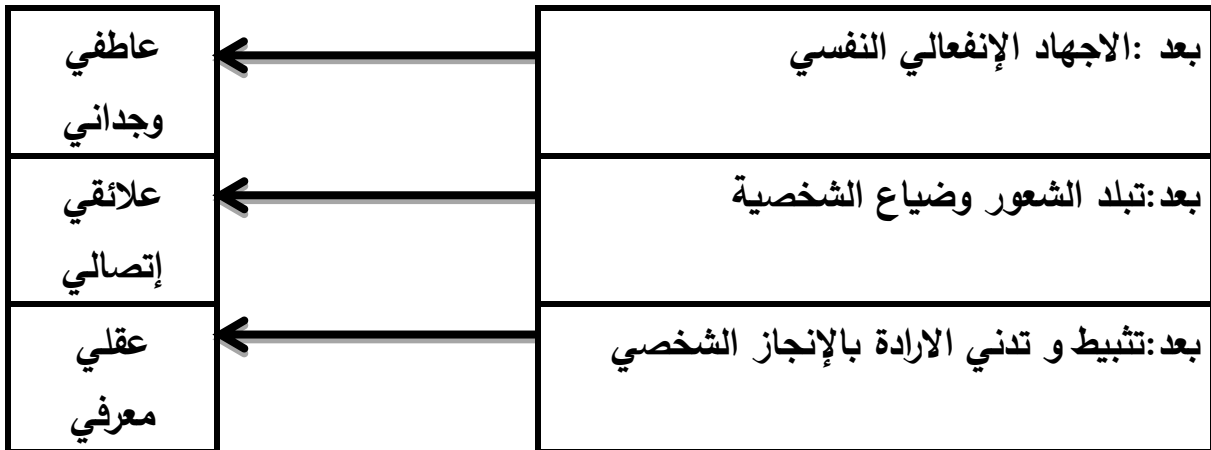 بعد :الاجهاد الإنفعالي النفسي
عاطفي
وجداني
بعد:تبلد الشعور وضياع الشخصية
علائقي
إتصالي
بعد:تثبيط و تدني الارادة بالإنجاز الشخصي
عقلي
معرفي